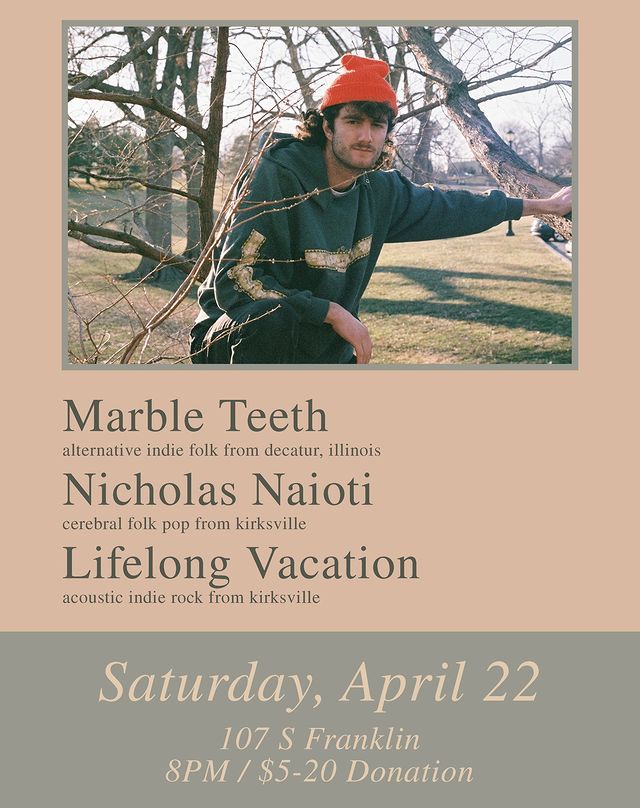 Marble Teeth
alternative indie folk from decatur, illinois
Nicholas Naioti
cerebral folk pop from kirksville
Lifelong Vacation
acoustic indie rock from kirksville
Saturday, April 22
107 S Franklin
8PM / $5-20 Donation